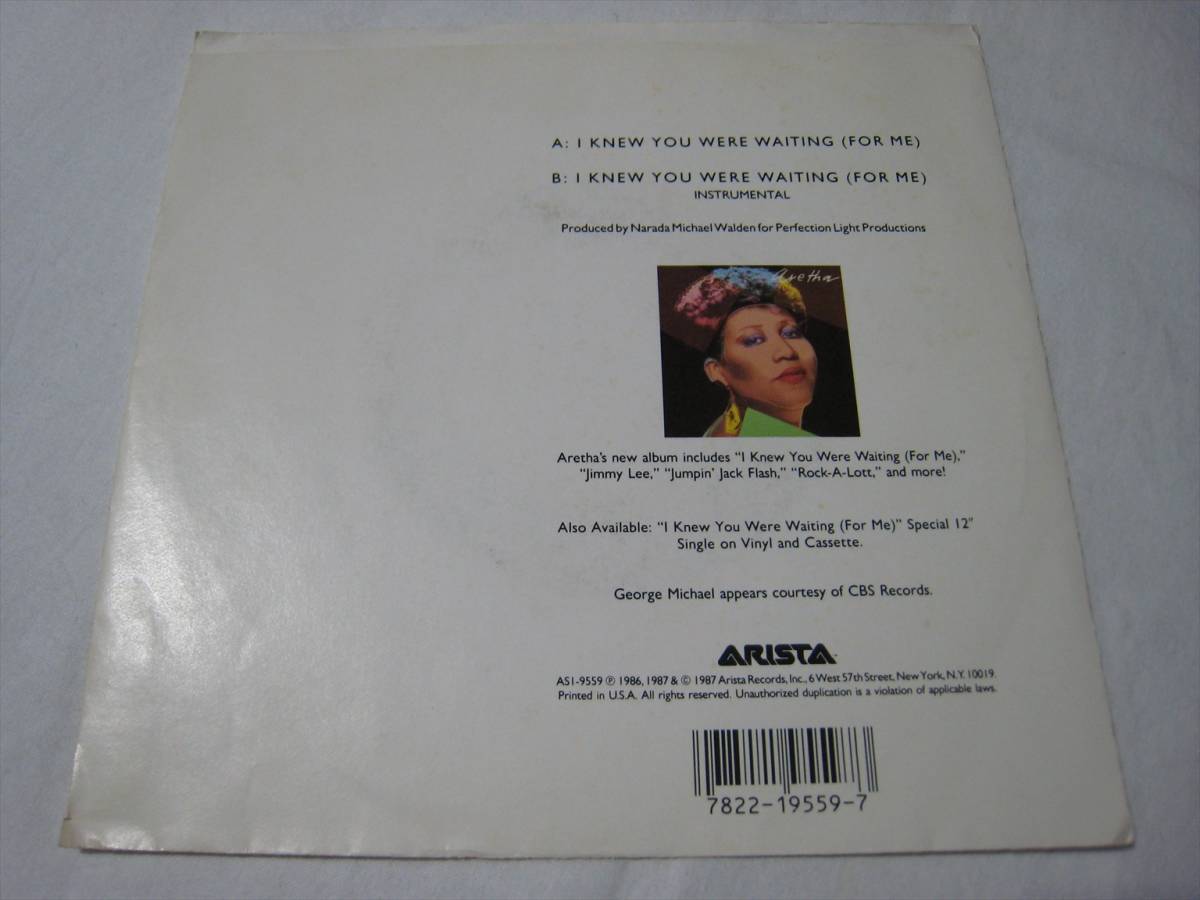 A: I KNEW YOU WERE WAITING (FOR ME)
B: I KNEW YOU WERE WAITING (FOR ME)
INSTRUMENTAL
Produced by Narada Michael Walden for Perfection Light Productions
Aretha
Aretha's new album includes “I Knew You Were Waiting (For Me),”
“Jimmy Lee,” “Jumpin' Jack Flash,” “Rock-A-Lott,” and more!
Also Available: “I Knew You Were Waiting (For Me)” Special 12″
Single on Vinyl and Cassette.
George Michael appears courtesy of CBS Records.
ARISTA
AS1-9559 ℗ 1986, 1987 & © 1987 Arista Records, Inc., 6 West 57th Street, New York, N.Y. 10019.
Printed in U.S.A. All rights reserved. Unauthorized duplication is a violation of applicable laws.
7822-19559-7